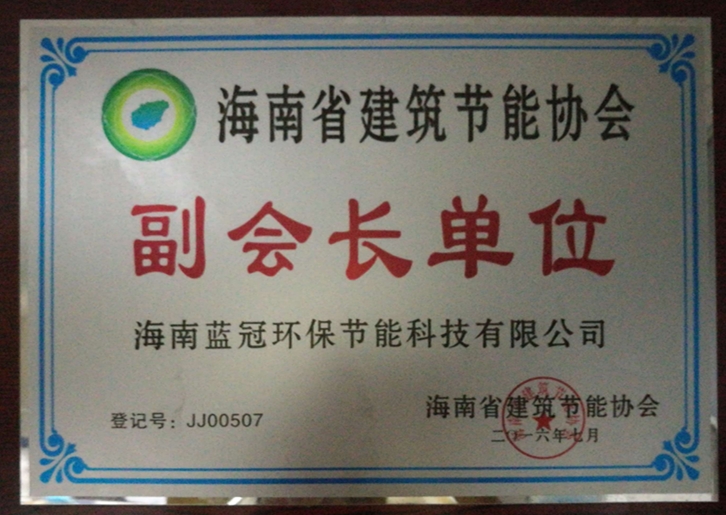 海南省建筑节能协会
副会长单位
海南蓝冠环保节能科技有限公司
登记号：JJ00507
海南省建筑节能协会
二〇一六年七月